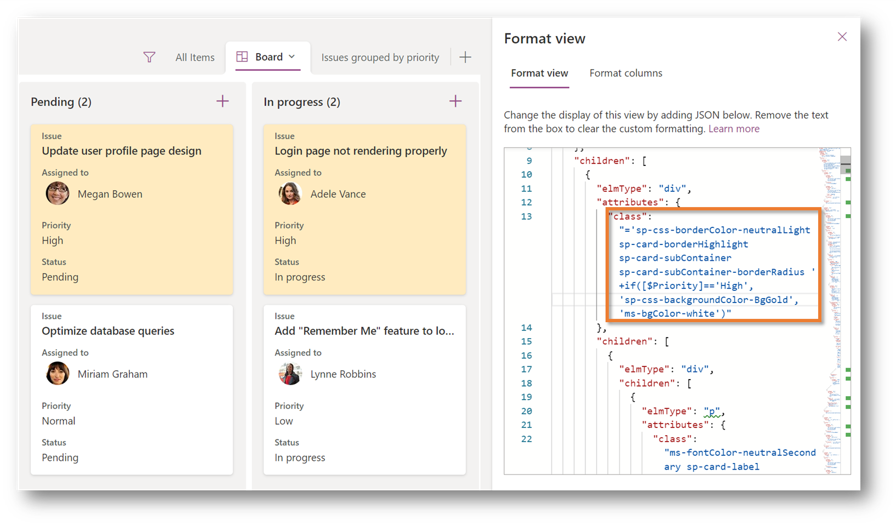 All Items
Board
Issues grouped by priority
Pending (2)
Issue
Update user profile page design
Assigned to
Megan Bowen
Priority
High
Status
Pending
Issue
Optimize database queries
Assigned to
Miriam Graham
Priority
Normal
Status
Pending
In progress (2)
Issue
Login page not rendering properly
Assigned to
Adele Vance
Priority
High
Status
In progress
Issue
Add "Remember Me" feature to lo...
Assigned to
Lynne Robbins
Priority
Low
Status
In progress
Format view
Format view
Format columns
Change the display of this view by adding JSON below. Remove the text
from the box to clear the custom formatting. Learn more
8 },
9 "children": [
10 {
11 "elmType": "div",
12 "attributes": {
13 "class":
"='sp-css-borderColor-neutralLight
sp-card-borderHighlight
sp-card-subContainer
sp-card-subContainer-borderRadius '
+if([$Priority]=='High',
'sp-css-backgroundColor-BgGold',
'ms-bgColor-white')"
14 },
15 "children": [
16 {
17 "elmType": "div",
18 "children": [
19 {
20 "elmType": "p",
21 "attributes": {
22 "class":
"ms-fontColor-neutralSecond
ary sp-card-label